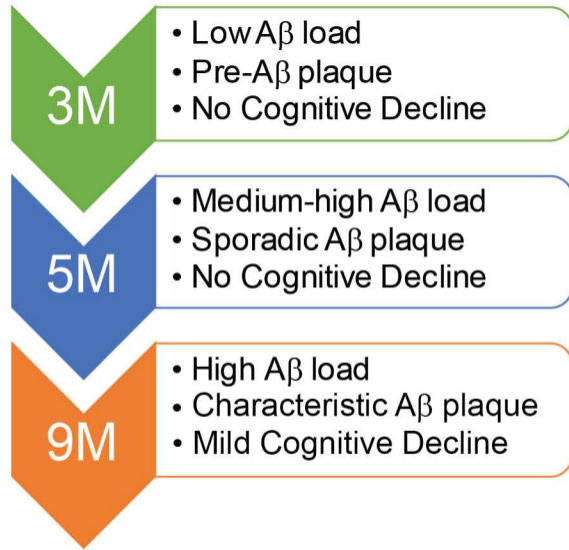 3M
• Low Aβ load
• Pre-Aβ plaque
• No Cognitive Decline
5M
• Medium-high Aβ load
• Sporadic Aβ plaque
• No Cognitive Decline
9M
• High Aβ load
• Characteristic Aβ plaque
• Mild Cognitive Decline